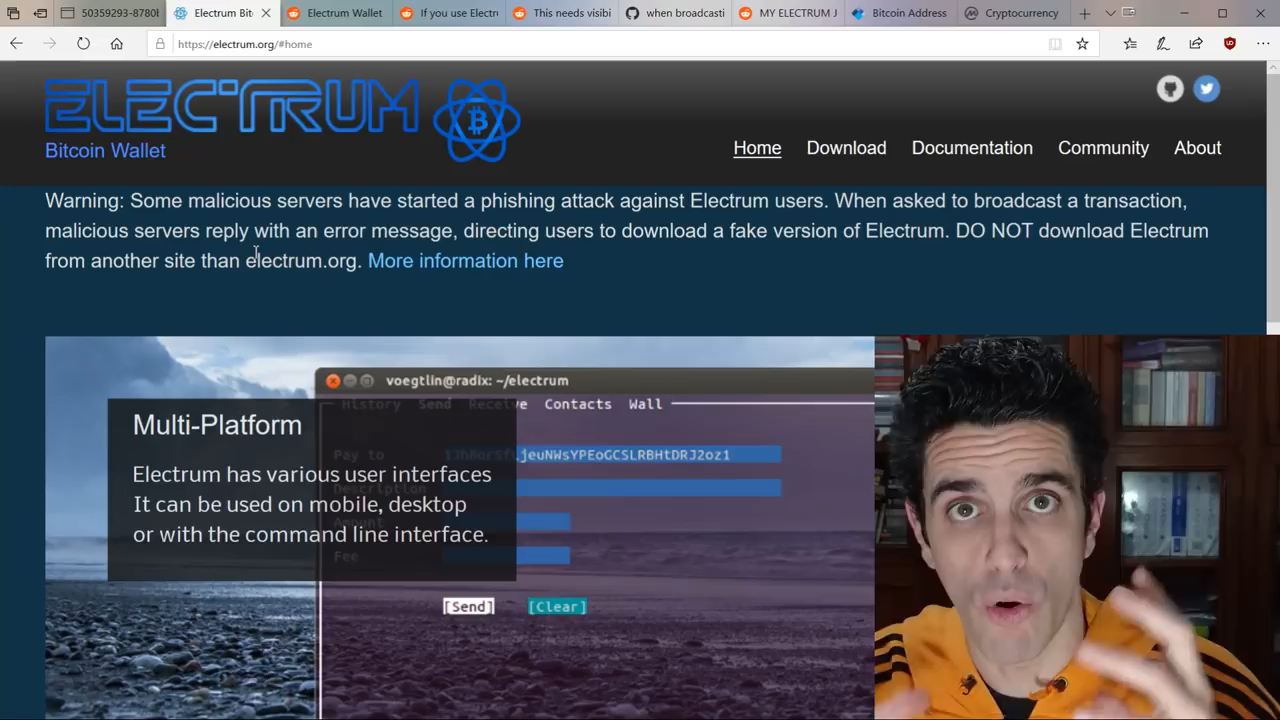 50359293-8780l
Electrum Bit
Electrum Wallet
If you use Electr
This needs visibi
when broadcasti
MY ELECTRUM J
Bitcoin Address
Cryptocurrency
https://electrum.org/#home
ELECTRUM
Bitcoin Wallet
Home Download Documentation Community About
Warning: Some malicious servers have started a phishing attack against Electrum users. When asked to broadcast a transaction,
malicious servers reply with an error message, directing users to download a fake version of Electrum. DO NOT download Electrum
from another site than electrum.org. More information here
voegtlin@radix: ~/electrum
History Send Receive Contacts Wall
Multi-Platform
Pay to
jeuNWsYPEoGCSLRBHtDRJ2oz1
Electrum has various user interfaces
Description
It can be used on mobile, desktop
Amount
or with the command line interface.
Fee
[Send] [Clear]